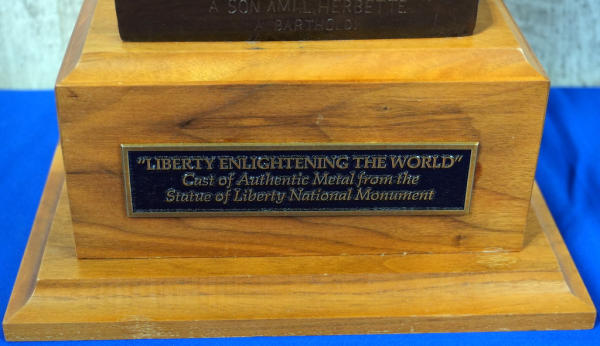 A SON AMI L. HERBETTE
A. BARTHOLDI
"LIBERTY ENLIGHTENING THE WORLD"
Cast of Authentic Metal from the
Statue of Liberty National Monument